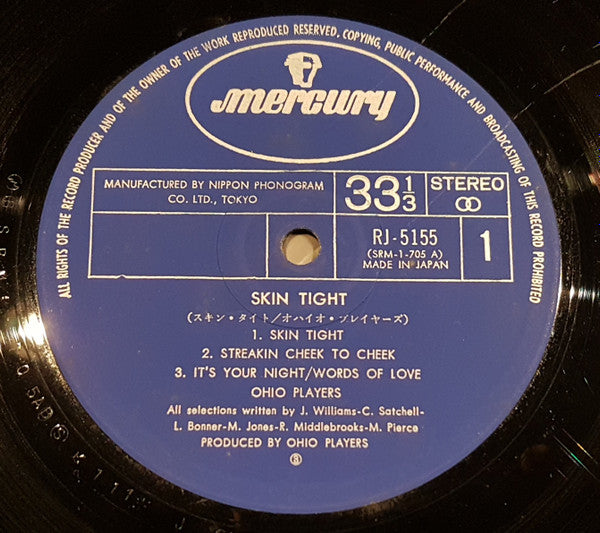 ALL RIGHTS OF THE RECORD PRODUCER AND OF THE OWNER OF THE WORK REPRODUCED RESERVED. COPYING, PUBLIC PERFORMANCE AND BROADCASTING OF THIS RECORD PROHIBITED
mercury
MANUFACTURED BY NIPPON PHONOGRAM
CO. LTD., TOKYO
33 1/3
STEREO
RJ-5155
(SRM-1-705 A)
MADE IN JAPAN
1
SKIN TIGHT
(スキン・タイト/オハイオ・プレイヤーズ)
1. SKIN TIGHT
2. STREAKIN CHEEK TO CHEEK
3. IT'S YOUR NIGHT/WORDS OF LOVE
OHIO PLAYERS
All selections written by J. Williams-C. Satchell-
L. Bonner-M. Jones-R. Middlebrooks-M. Pierce
PRODUCED BY OHIO PLAYERS